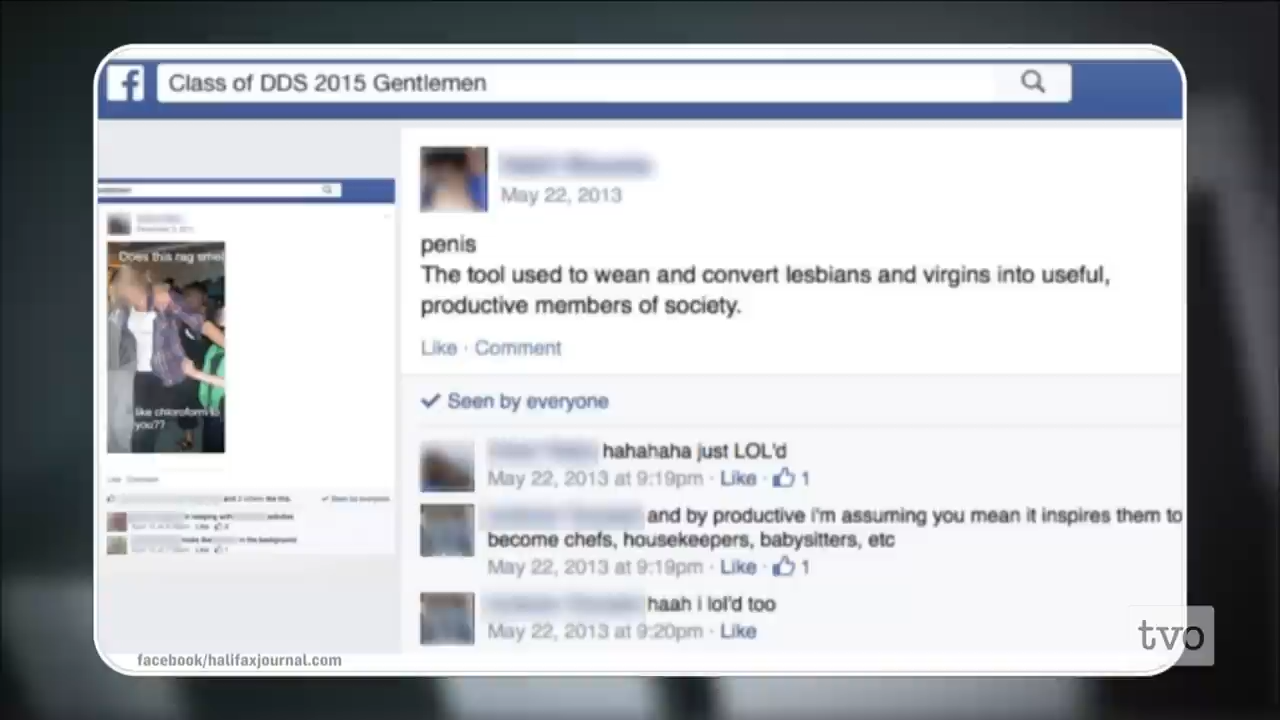 f
Class of DDS 2015 Gentlemen
Does this rag smel
like chloroform to
you??
May 22, 2013
penis
The tool used to wean and convert lesbians and virgins into useful,
productive members of society.
Like · Comment
Seen by everyone
hahahaha just LOL'd
May 22, 2013 at 9:19pm · Like · 1
and by productive i'm assuming you mean it inspires them to
become chefs, housekeepers, babysitters, etc
May 22, 2013 at 9:19pm · Like · 1
haah i lol'd too
May 22, 2013 at 9:20pm · Like
facebook/halifaxjournal.com
tvo